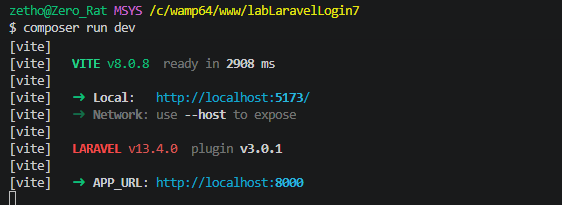 zetho@Zero_Rat MSYS /c/wamp64/www/labLaravelLogin7
$ composer run dev
[vite]
[vite]   VITE v8.0.8  ready in 2908 ms
[vite]
[vite]   ➜ Local:   http://localhost:5173/
[vite]   ➜ Network: use --host to expose
[vite]
[vite]   LARAVEL v13.4.0  plugin v3.0.1
[vite]
[vite]   ➜ APP_URL: http://localhost:8000